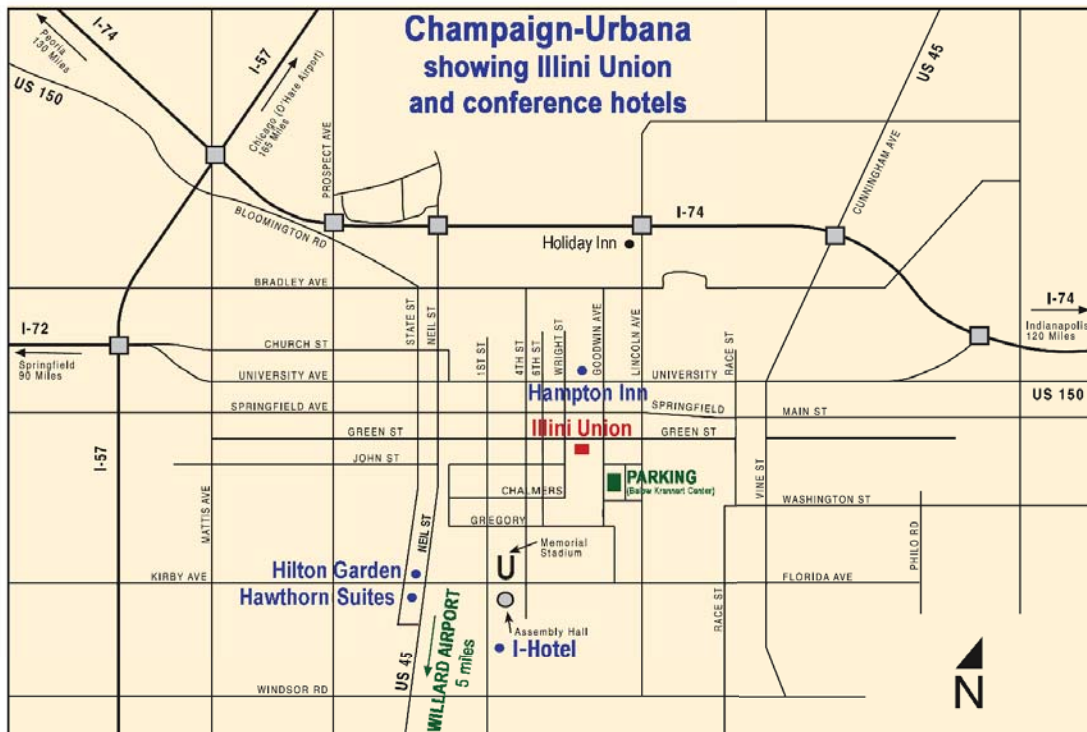 Champaign-Urbana
showing Illini Union
and conference hotels
I-74
Peoria
130 Miles
I-57
Chicago (O'Hare Airport)
165 Miles
US 150
US 45
PROSPECT AVE
CUNNINGHAM AVE
BLOOMINGTON RD
I-74
Holiday Inn
BRADLEY AVE
I-74
Indianapolis
120 Miles
I-72
Springfield
90 Miles
STATE ST
NEIL ST
1ST ST
4TH ST
6TH ST
WRIGHT ST
GOODWIN AVE
LINCOLN AVE
RACE ST
CHURCH ST
UNIVERSITY AVE
UNIVERSITY
Hampton Inn
US 150
SPRINGFIELD AVE
SPRINGFIELD
MAIN ST
Illini Union
GREEN ST
GREEN ST
JOHN ST
I-57
PARKING
(Below Krannert Center)
CHALMERS
VINE ST
WASHINGTON ST
MATTIS AVE
GREGORY
NEIL ST
PHILO RD
Memorial
Stadium
U
Hilton Garden
KIRBY AVE
FLORIDA AVE
Hawthorn Suites
RACE ST
Assembly Hall
I-Hotel
US 45
WILLARD AIRPORT
5 miles
WINDSOR RD
N